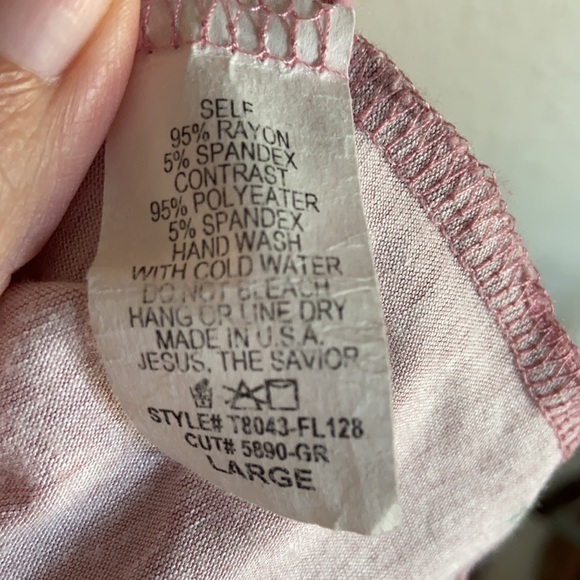 SELF
95% RAYON
5% SPANDEX
CONTRAST
95% POLYEATER
5% SPANDEX
HAND WASH
WITH COLD WATER
DO NOT BLEACH
HANG OR LINE DRY
MADE IN U.S.A.
JESUS, THE SAVIOR
STYLE# T8043-FL128
CUT# 5890-GR
LARGE